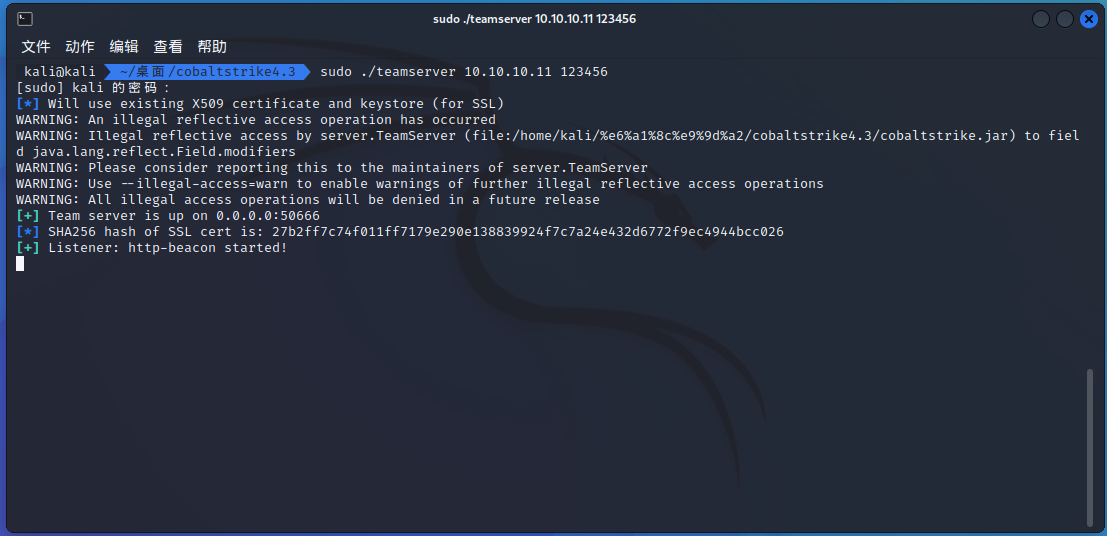 sudo ./teamserver 10.10.10.11 123456
文件 动作 编辑 查看 帮助
kali@kali ~/桌面/cobaltstrike4.3 sudo ./teamserver 10.10.10.11 123456
[sudo] kali 的密码：
[*] Will use existing X509 certificate and keystore (for SSL)
WARNING: An illegal reflective access operation has occurred
WARNING: Illegal reflective access by server.TeamServer (file:/home/kali/%e6%a1%8c%e9%9d%a2/cobaltstrike4.3/cobaltstrike.jar) to fiel
d java.lang.reflect.Field.modifiers
WARNING: Please consider reporting this to the maintainers of server.TeamServer
WARNING: Use --illegal-access=warn to enable warnings of further illegal reflective access operations
WARNING: All illegal access operations will be denied in a future release
[+] Team server is up on 0.0.0.0:50666
[*] SHA256 hash of SSL cert is: 27b2ff7c74f011ff7179e290e138839924f7c7a24e432d6772f9ec4944bcc026
[+] Listener: http-beacon started!